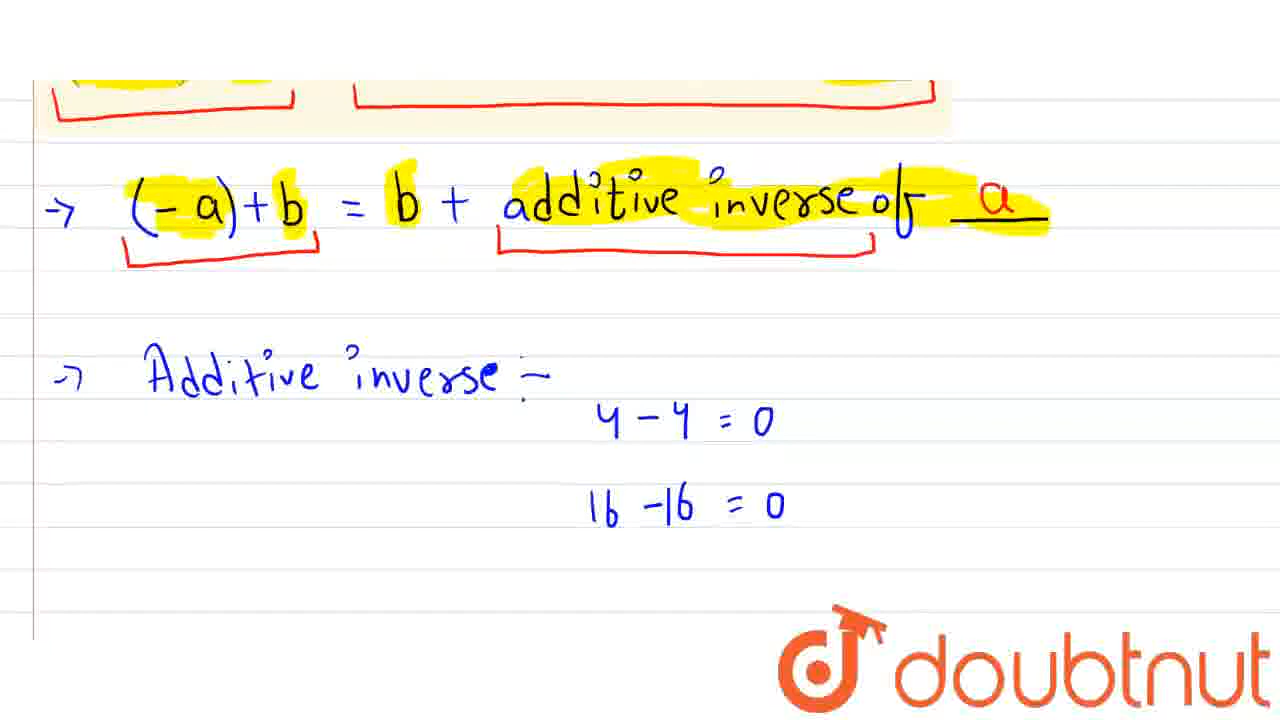 → (-a) + b = b + additive inverse of a
→ Additive inverse :-
4 - 4 = 0
16 - 16 = 0
doubtnut